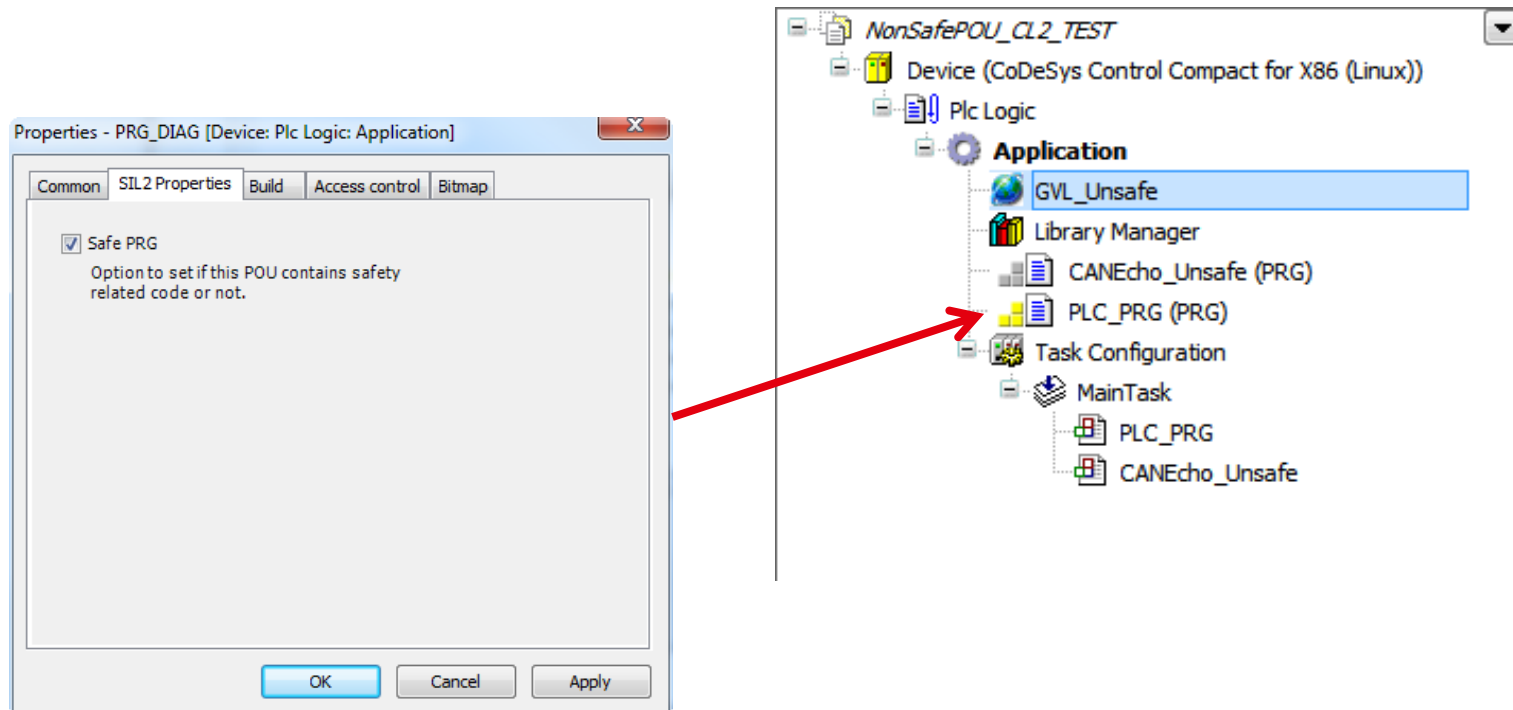 Properties - PRG_DIAG [Device: Plc Logic: Application]
Common
SIL2 Properties
Build
Access control
Bitmap
Safe PRG
Option to set if this POU contains safety
related code or not.
OK
Cancel
Apply
NonSafePOU_CL2_TEST
Device (CoDeSys Control Compact for X86 (Linux))
Plc Logic
Application
GVL_Unsafe
Library Manager
CANEcho_Unsafe (PRG)
PLC_PRG (PRG)
Task Configuration
MainTask
PLC_PRG
CANEcho_Unsafe